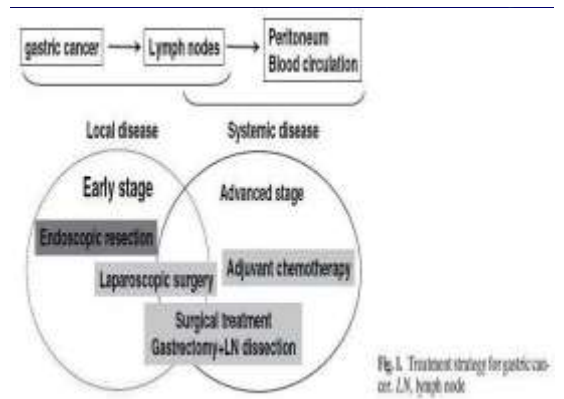 gastric cancer
Lymph nodes
Peritoneum
Blood circulation
Local disease
Systemic disease
Early stage
Advanced stage
Endoscopic resection
Laparoscopic surgery
Adjuvant chemotherapy
Surgical treatment
Gastrectomy+LN dissection
Fig. 1. Treatment strategy for gastric can-
cer. LN, lymph node